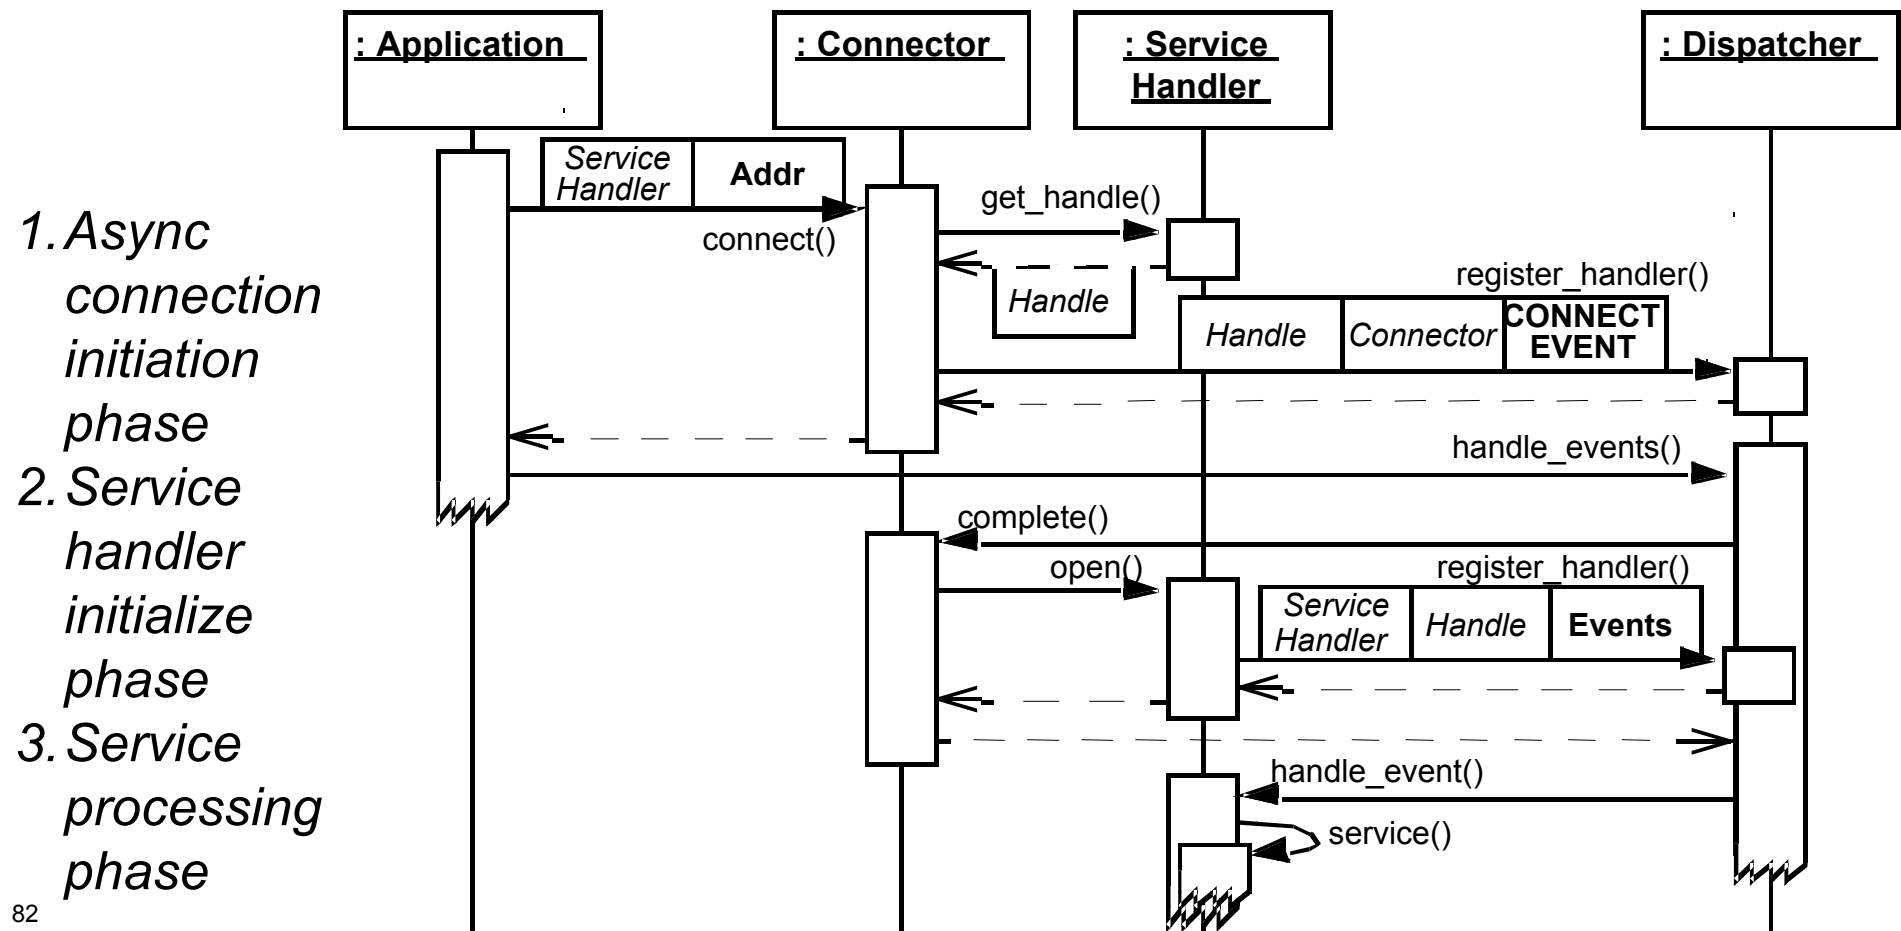 : Application
: Connector
: Service
Handler
: Dispatcher
Service
Handler
Addr
connect()
get_handle()
Handle
register_handler()
Handle
Connector
CONNECT
EVENT
handle_events()
complete()
open()
register_handler()
Service
Handler
Handle
Events
handle_event()
service()
1. Async
connection
initiation
phase
2. Service
handler
initialize
phase
3. Service
processing
phase
82